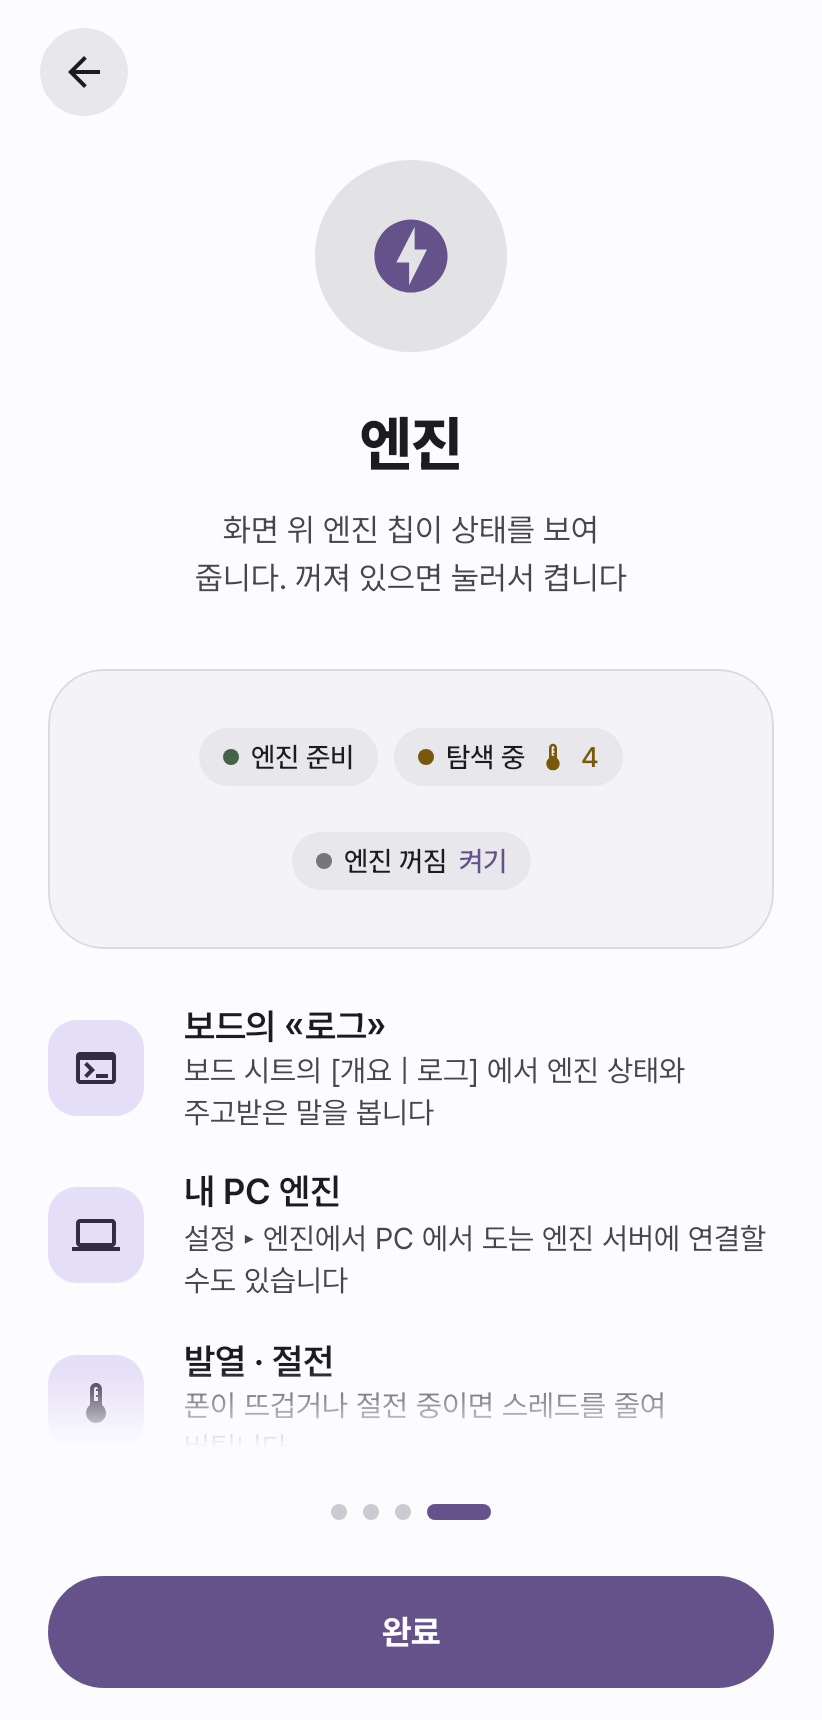 엔진
화면 위 엔진 칩이 상태를 보여
줍니다. 꺼져 있으면 눌러서 켭니다
엔진 준비
탐색 중 4
엔진 꺼짐 켜기
보드의 «로그»
보드 시트의 [개요 | 로그] 에서 엔진 상태와
주고받은 말을 봅니다
내 PC 엔진
설정 ▸ 엔진에서 PC 에서 도는 엔진 서버에 연결할
수도 있습니다
발열 · 절전
폰이 뜨겁거나 절전 중이면 스레드를 줄여
완료